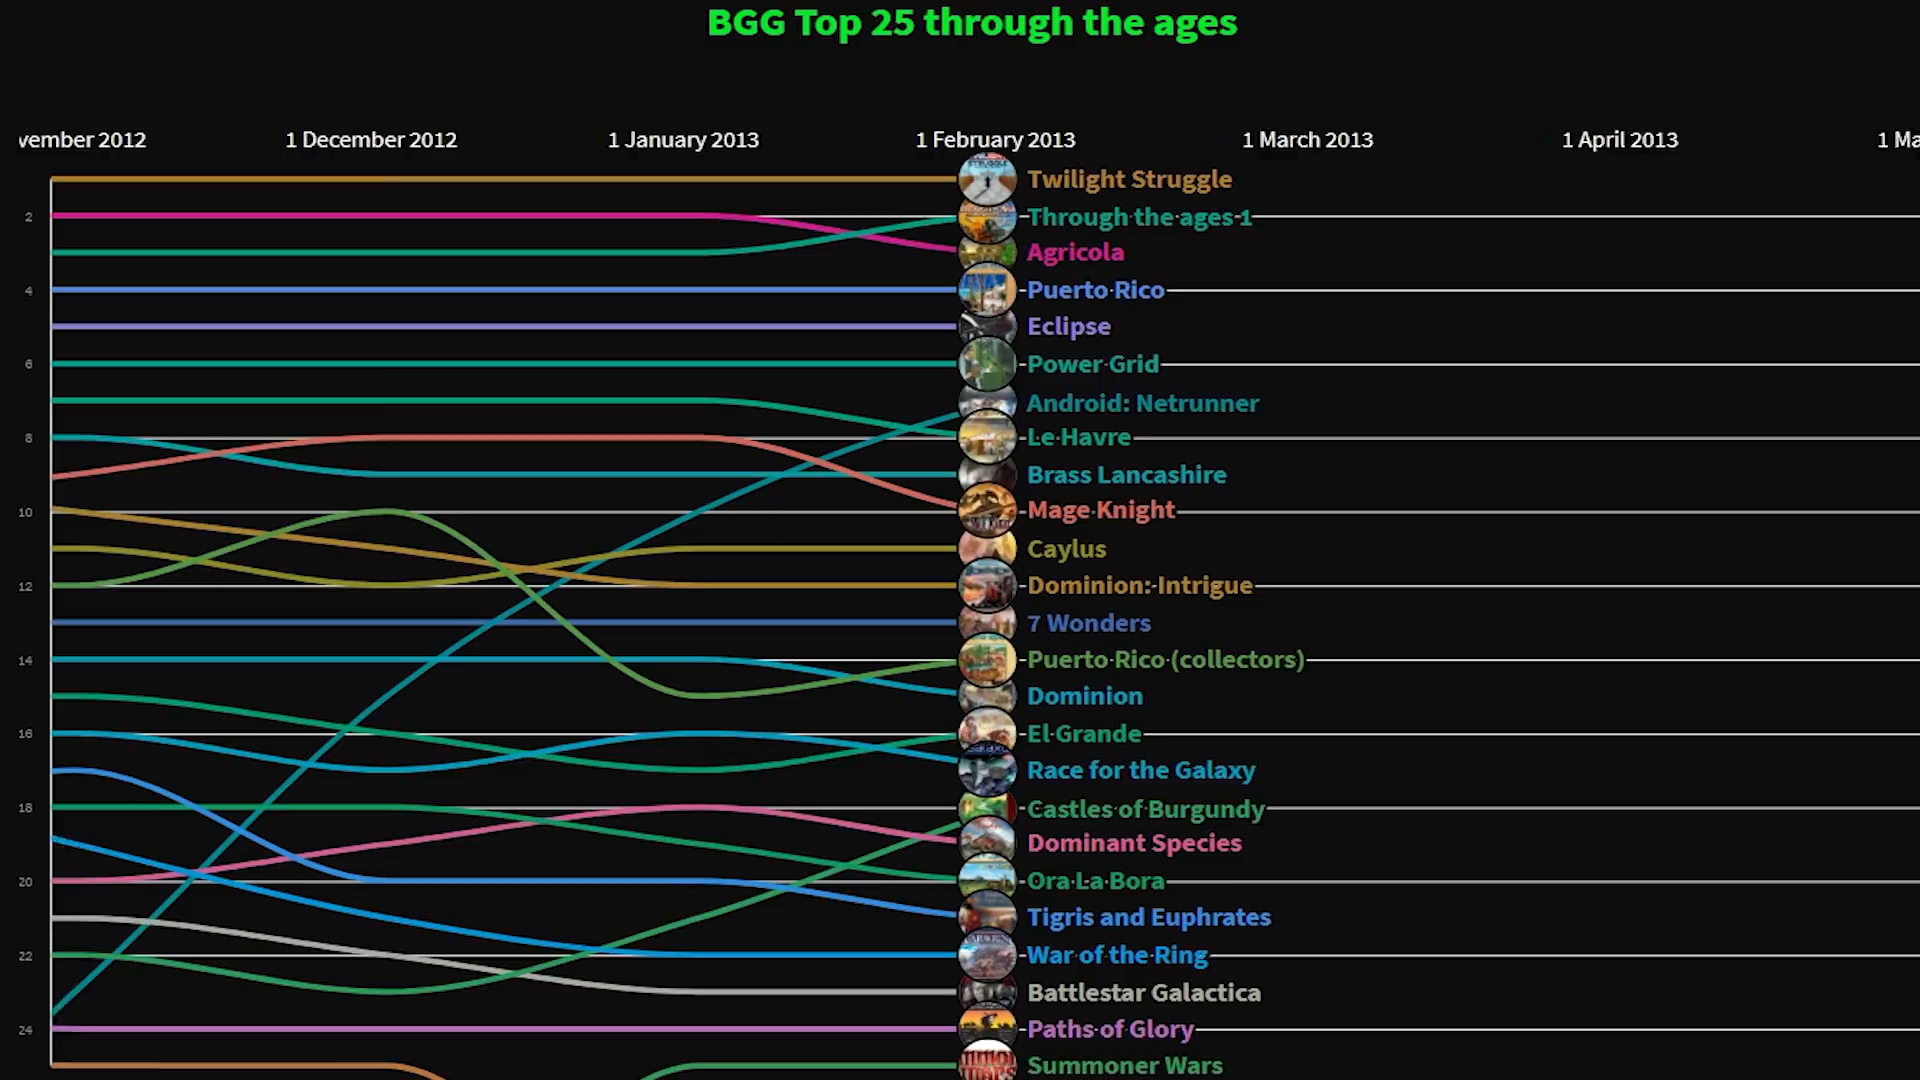 BGG Top 25 through the ages
vember 2012 1 December 2012 1 January 2013 1 February 2013 1 March 2013 1 April 2013 1 Ma
Twilight Struggle
2 Through the ages 1
Agricola
4 Puerto Rico
Eclipse
6 Power Grid
Android: Netrunner
8 Le Havre
Brass Lancashire
10 Mage Knight
Caylus
12 Dominion: Intrigue
7 Wonders
14 Puerto Rico (collectors)
Dominion
16 El Grande
Race for the Galaxy
18 Castles of Burgundy
Dominant Species
20 Ora La Bora
Tigris and Euphrates
22 War of the Ring
Battlestar Galactica
24 Paths of Glory
Summoner Wars